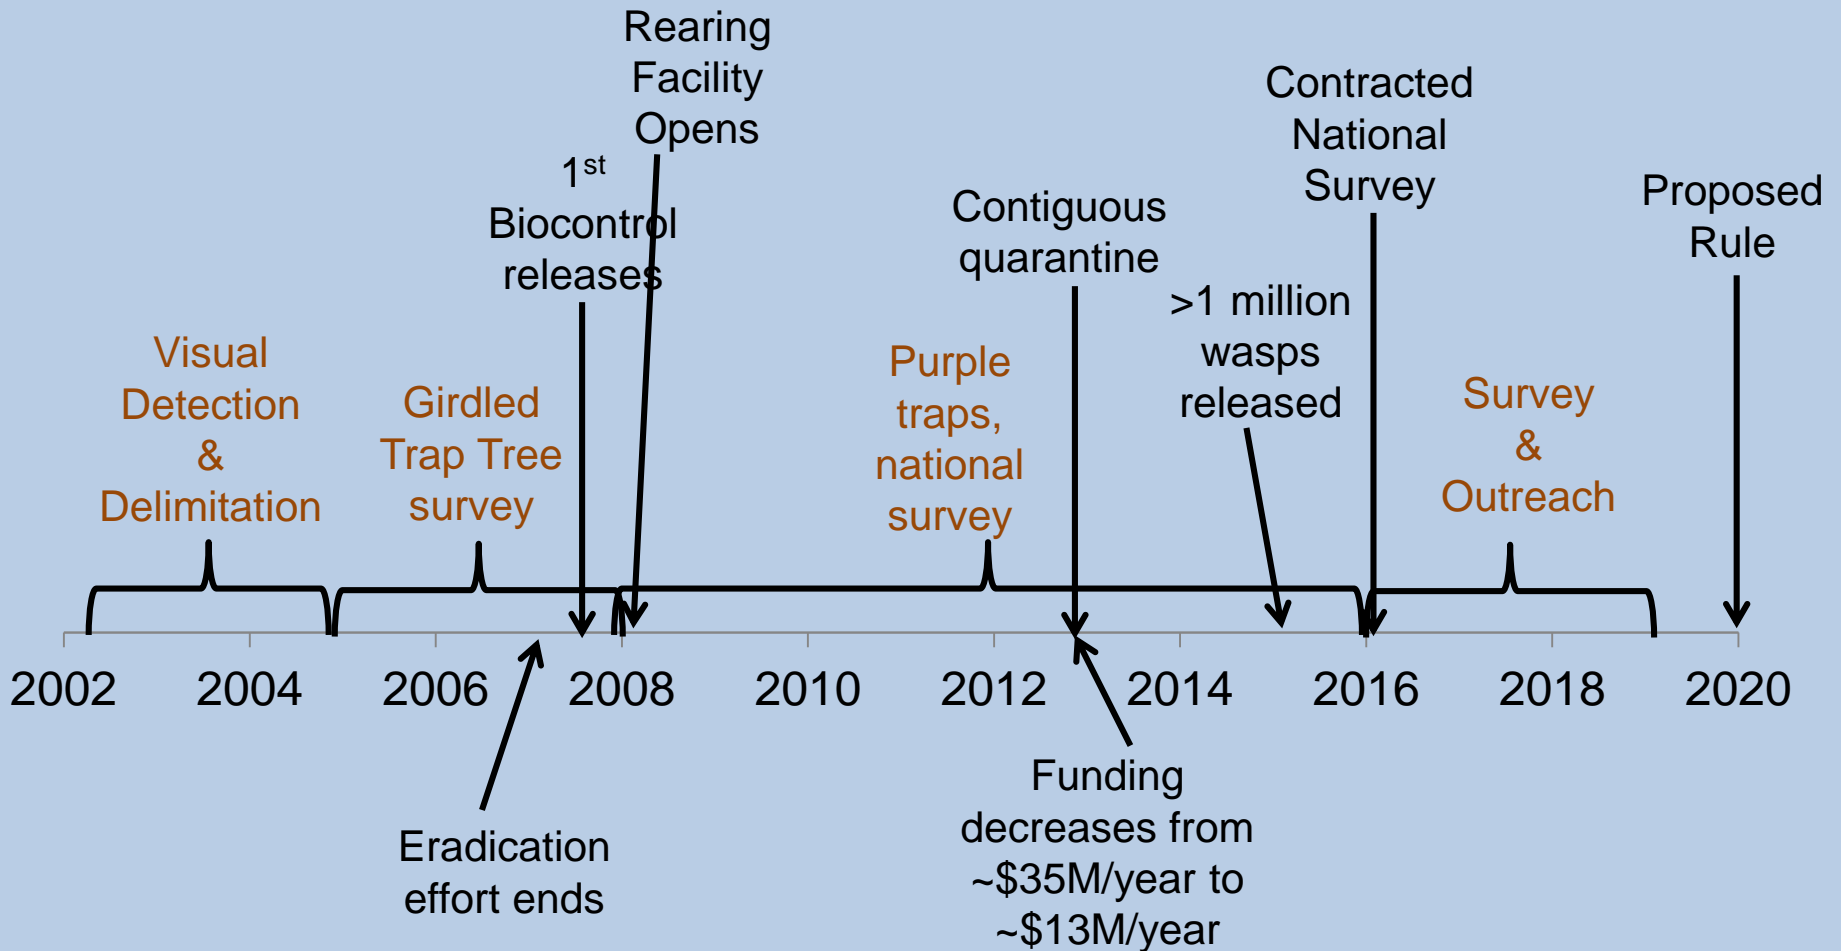 Rearing
Facility
Opens
1st
Biocontrol
releases
Contracted
National
Survey
Proposed
Rule
Contiguous
quarantine
>1 million
wasps
released
Visual
Detection
&
Delimitation
Girdled
Trap Tree
survey
Purple
traps,
national
survey
Survey
&
Outreach
2002 2004 2006 2008 2010 2012 2014 2016 2018 2020
Eradication
effort ends
Funding
decreases from
~$35M/year to
~$13M/year